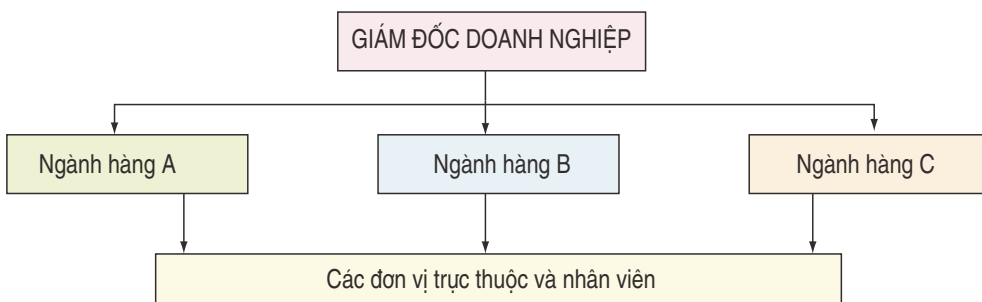 GIÁM ĐỐC DOANH NGHIỆP
Ngành hàng A
Ngành hàng B
Ngành hàng C
Các đơn vị trực thuộc và nhân viên